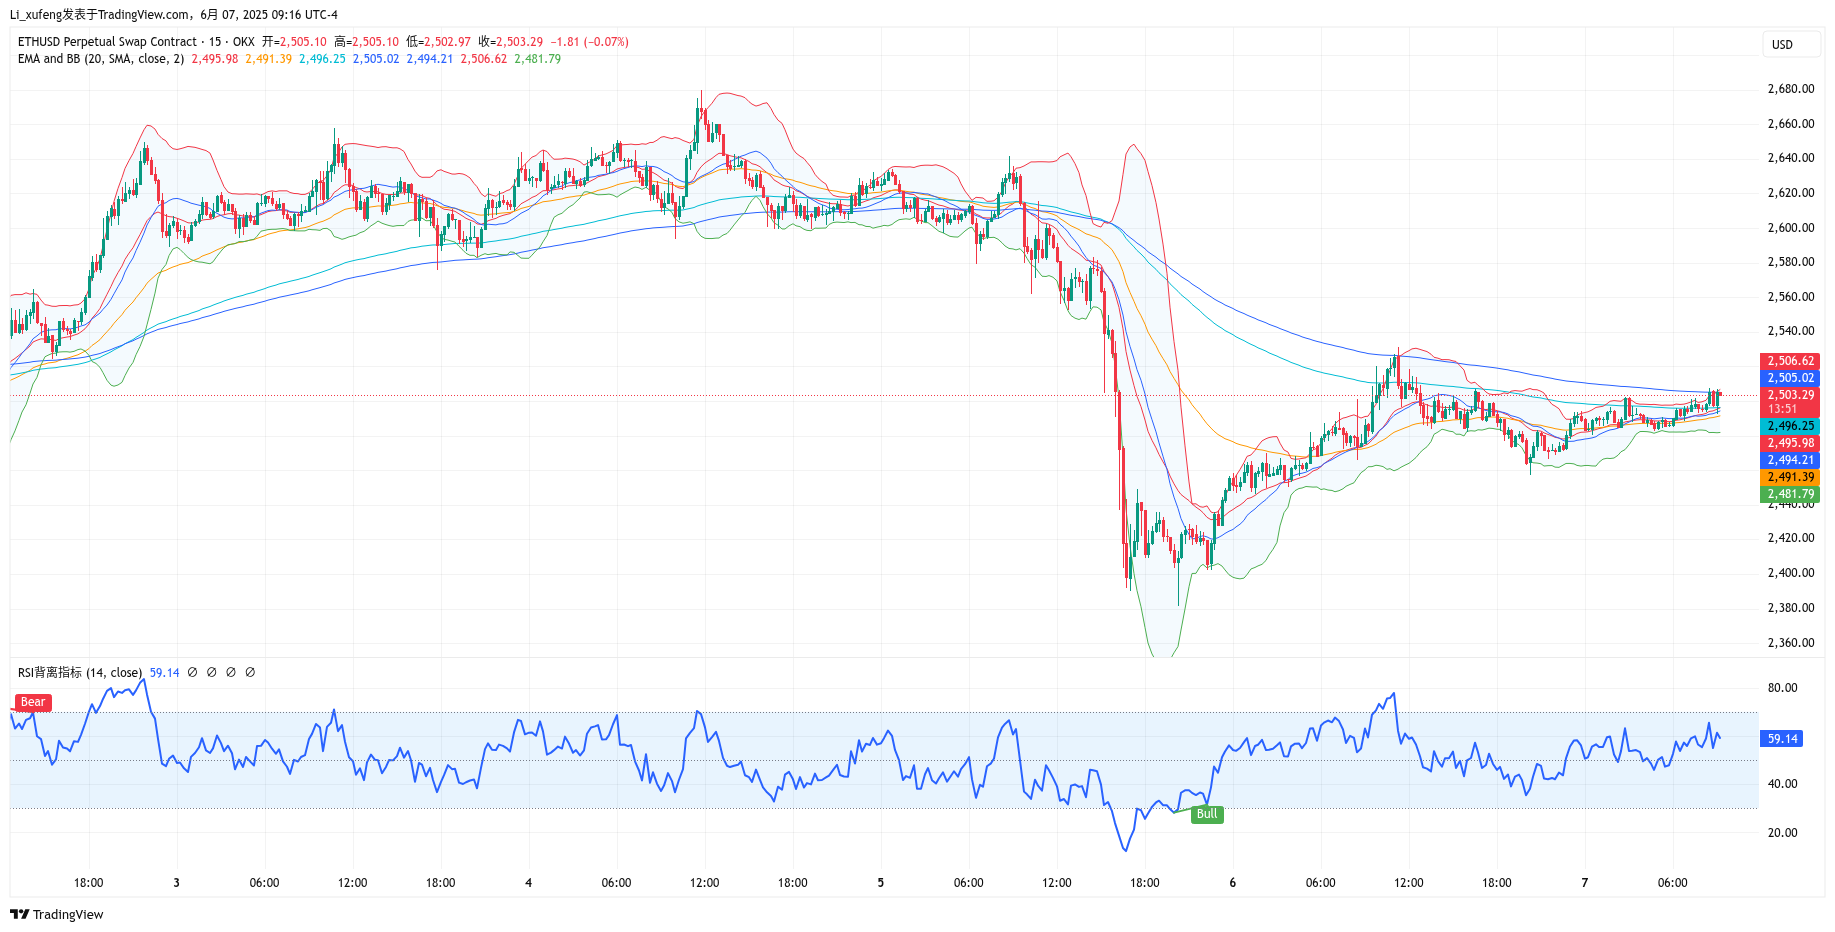 Li_xufeng发表于TradingView.com，6月 07, 2025 09:16 UTC-4
ETHUSD Perpetual Swap Contract · 15 · OKX 开=2,505.10 高=2,505.10 低=2,502.97 收=2,503.29 −1.81 (−0.07%)
EMA and BB (20, SMA, close, 2) 2,495.98 2,491.39 2,496.25 2,505.02 2,494.21 2,506.62 2,481.79
USD
2,680.00
2,660.00
2,640.00
2,620.00
2,600.00
2,580.00
2,560.00
2,540.00
2,506.62
2,505.02
2,503.29
13:51
2,496.25
2,495.98
2,494.21
2,491.39
2,481.79
2,440.00
2,420.00
2,400.00
2,380.00
2,360.00
RSI背离指标 (14, close) 59.14 ∅ ∅ ∅ ∅
Bear
Bull
80.00
59.14
40.00
20.00
18:00 3 06:00 12:00 18:00 4 06:00 12:00 18:00 5 06:00 12:00 18:00 6 06:00 12:00 18:00 7 06:00
TradingView